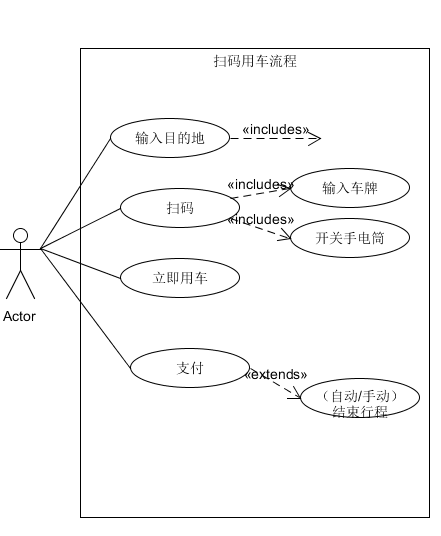 扫码用车流程
输入目的地
«includes»
«includes»
输入车牌
扫码
«includes»
开关手电筒
立即用车
Actor
支付
«extends»
（自动/手动）
结束行程